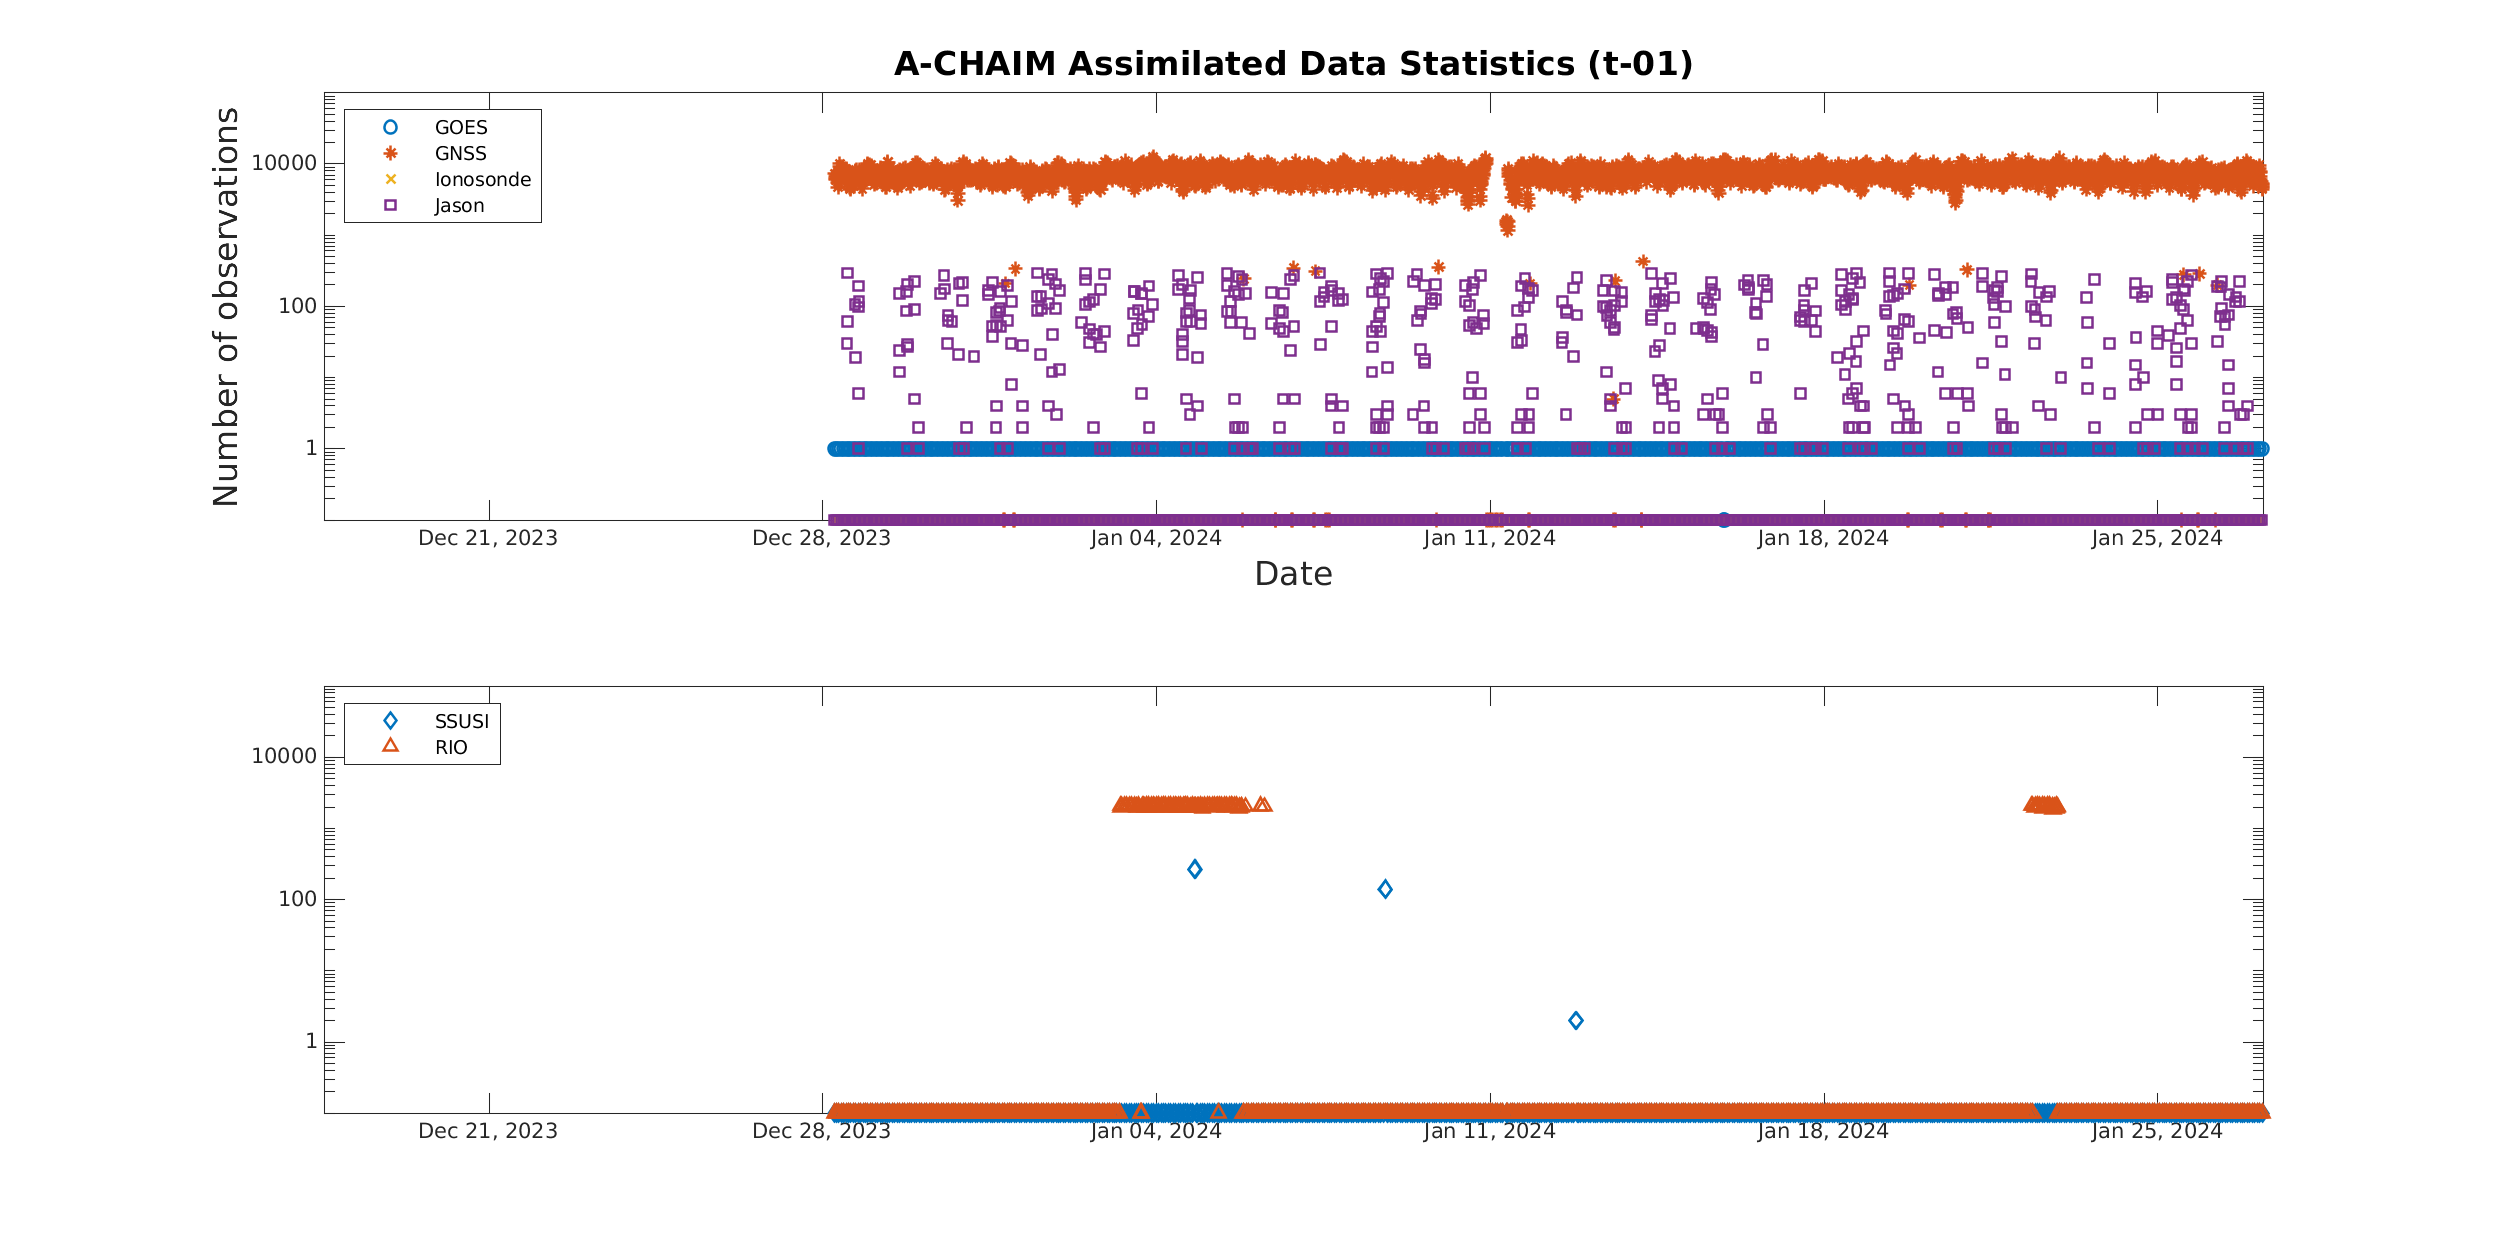 A-CHAIM Assimilated Data Statistics (t-01)
Number of observations
10000
100
1
GOES
GNSS
Ionosonde
Jason
Dec 21, 2023
Dec 28, 2023
Jan 04, 2024
Jan 11, 2024
Jan 18, 2024
Jan 25, 2024
Date
10000
100
1
SSUSI
RIO
Dec 21, 2023
Dec 28, 2023
Jan 04, 2024
Jan 11, 2024
Jan 18, 2024
Jan 25, 2024